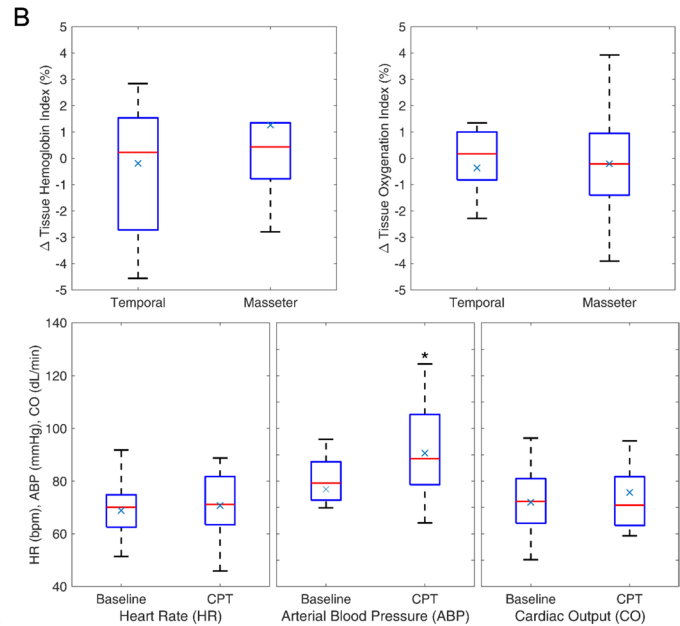 B
Δ Tissue Hemoglobin Index (%)
5
4
3
2
1
0
-1
-2
-3
-4
-5
Temporal
Masseter
Δ Tissue Oxygenation Index (%)
5
4
3
2
1
0
-1
-2
-3
-4
-5
Temporal
Masseter
HR (bpm), ABP (mmHg), CO (dL/min)
140
120
100
80
60
40
*
Baseline
CPT
Baseline
CPT
Baseline
CPT
Heart Rate (HR)
Arterial Blood Pressure (ABP)
Cardiac Output (CO)